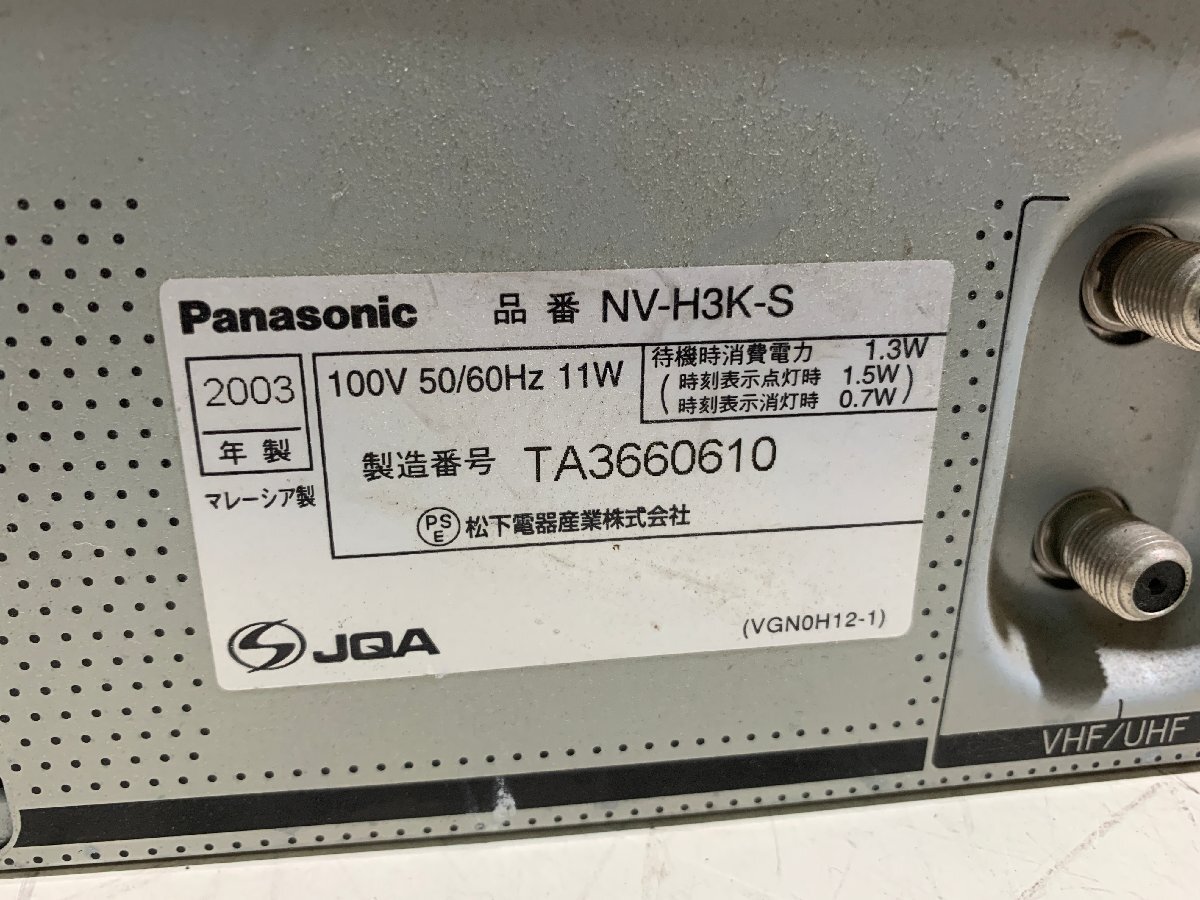 Panasonic 品番 NV-H3K-S
2003
年製
マレーシア製
100V 50/60Hz 11W
待機時消費電力 1.3W
(時刻表示点灯時 1.5W
時刻表示消灯時 0.7W)
製造番号 TA3660610
PSE 松下電器産業株式会社
JQA
(VGN0H12-1)
VHF/UHF